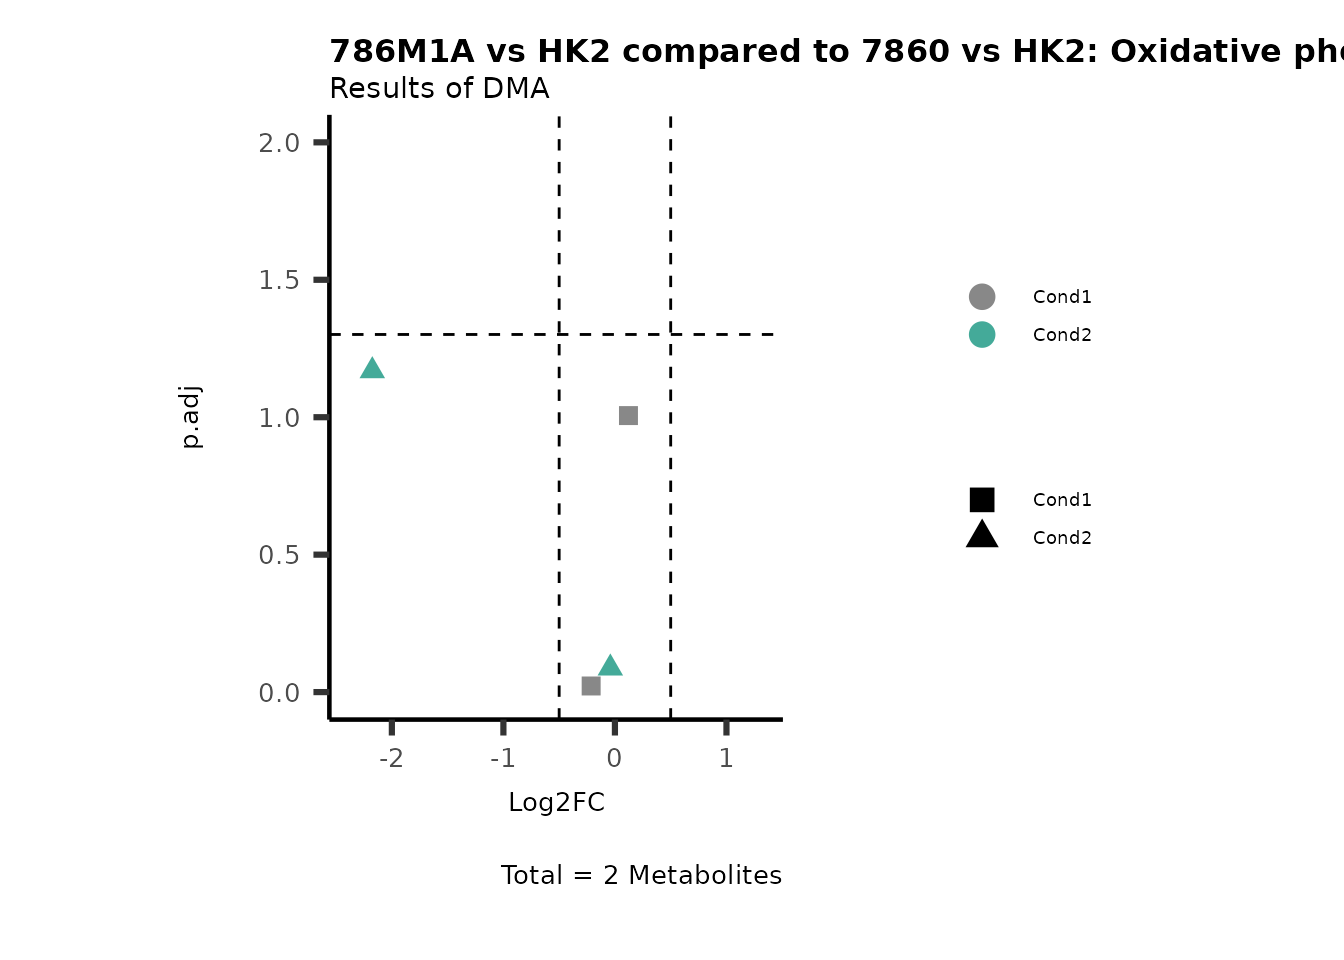 786M1A vs HK2 compared to 7860 vs HK2: Oxidative
Results of DMA
2.0
1.5
1.0
0.5
0.0
p.adj
-2 -1 0 1
Log2FC
Total = 2 Metabolites
Cond1
Cond2
Cond1
Cond2